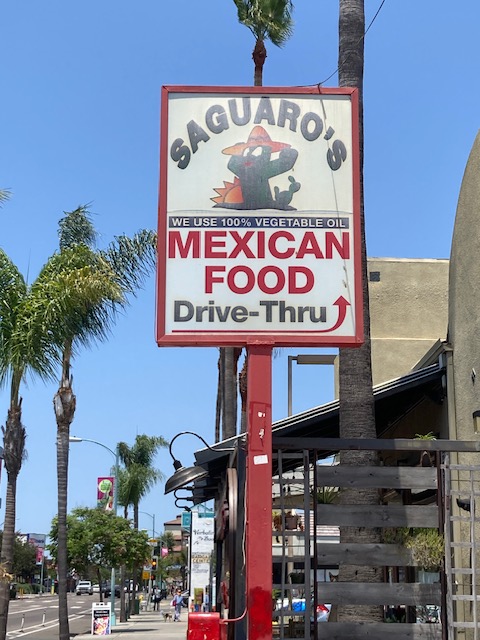 SAGUARO'S
WE USE 100% VEGETABLE OIL
MEXICAN
FOOD
Drive-Thru